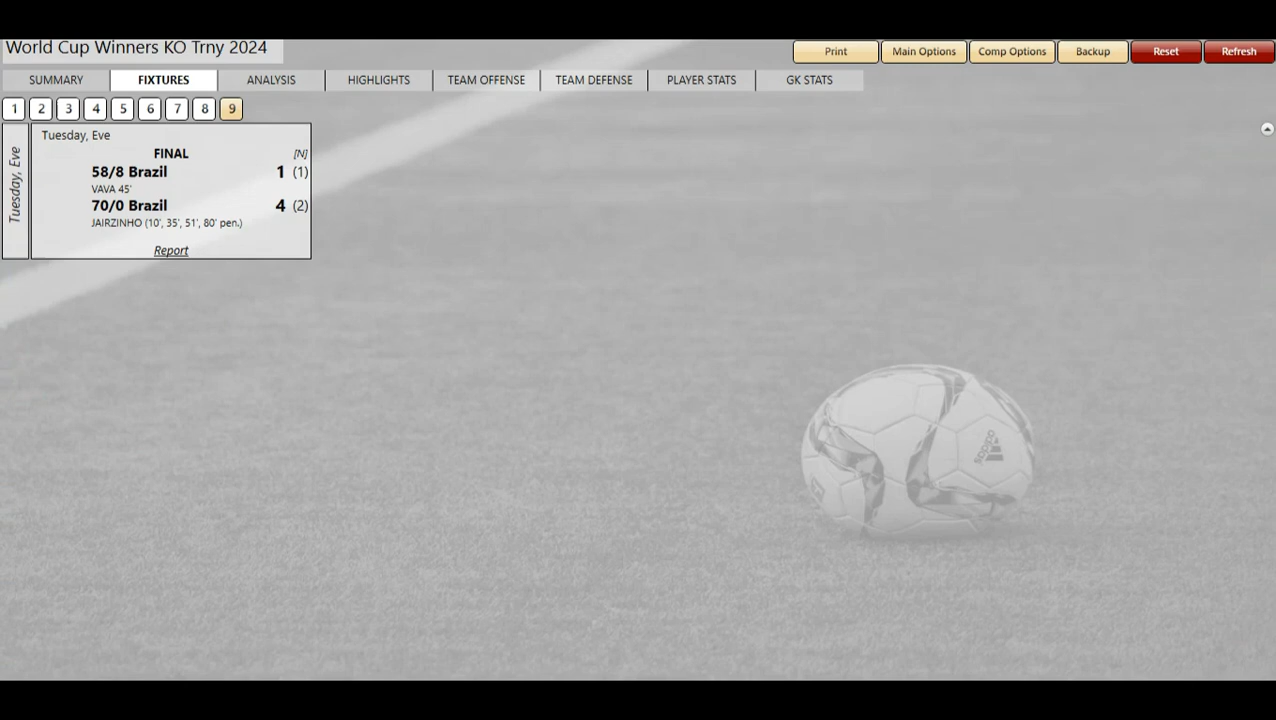 World Cup Winners KO Trny 2024
Print Main Options Comp Options Backup Reset Refresh
SUMMARY FIXTURES ANALYSIS HIGHLIGHTS TEAM OFFENSE TEAM DEFENSE PLAYER STATS GK STATS
1 2 3 4 5 6 7 8 9
Tuesday, Eve
Tuesday, Eve
FINAL [N]
58/8 Brazil 1 (1)
VAVA 45'
70/0 Brazil 4 (2)
JAIRZINHO (10', 35', 51', 80' pen.)
Report
adidas